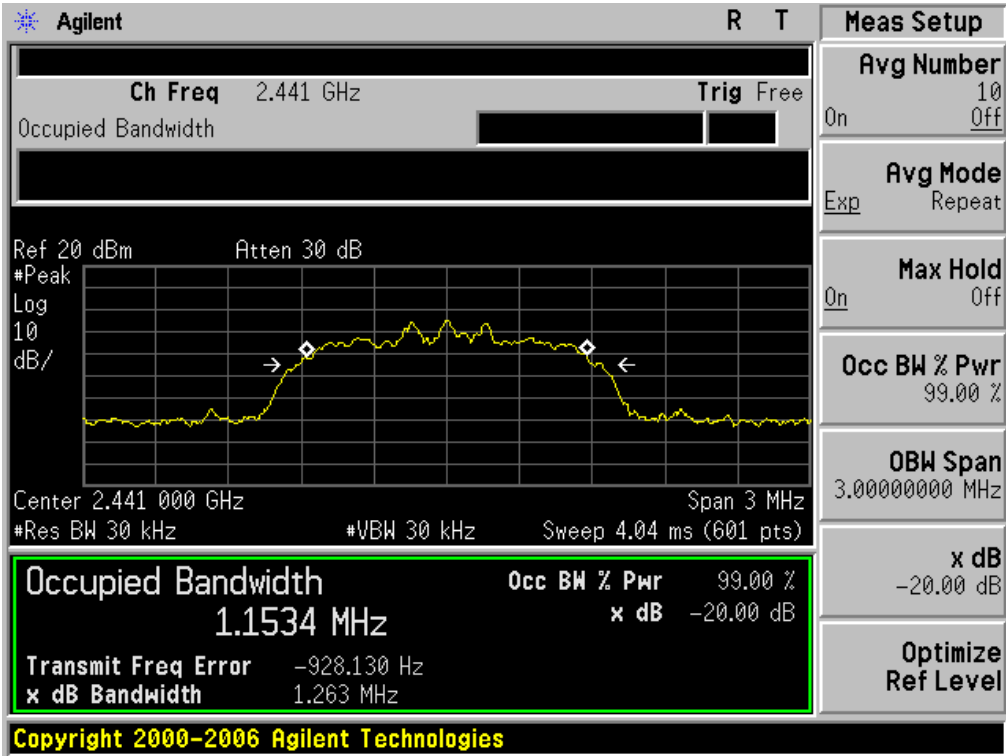 Agilent R T
Ch Freq 2.441 GHz Trig Free
Occupied Bandwidth
Ref 20 dBm Atten 30 dB
#Peak
Log
10
dB/
Center 2.441 000 GHz Span 3 MHz
#Res BW 30 kHz #VBW 30 kHz Sweep 4.04 ms (601 pts)
Occupied Bandwidth Occ BW % Pwr 99.00 %
1.1534 MHz x dB -20.00 dB
Transmit Freq Error -928.130 Hz
x dB Bandwidth 1.263 MHz
Copyright 2000-2006 Agilent Technologies
Meas Setup
Avg Number
10
On Off
Avg Mode
Exp Repeat
Max Hold
On Off
Occ BW % Pwr
99.00 %
OBW Span
3.00000000 MHz
x dB
-20.00 dB
Optimize
Ref Level